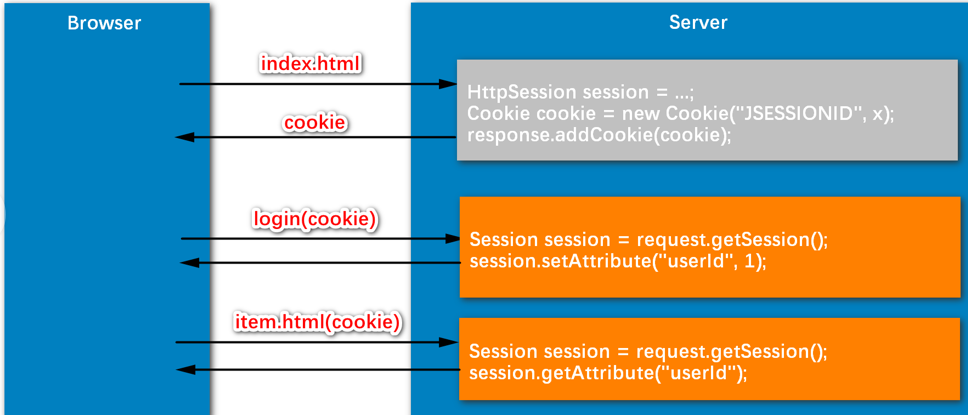 Browser
Server
index.html
HttpSession session = ...;
Cookie cookie = new Cookie("JSESSIONID", x);
cookie
response.addCookie(cookie);
login(cookie)
Session session = request.getSession();
session.setAttribute("userId", 1);
item.html(cookie)
Session session = request.getSession();
session.getAttribute("userId");